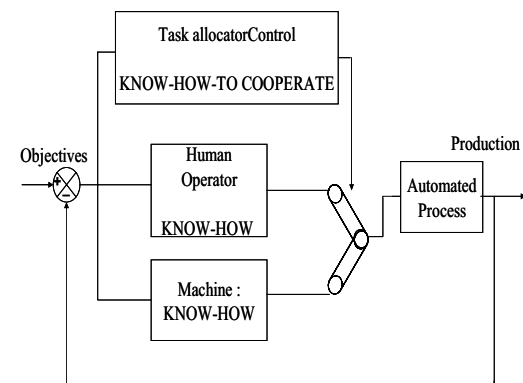 Task allocatorControl
KNOW-HOW-TO COOPERATE
Objectives
+
−
Human
Operator
KNOW-HOW
Machine :
KNOW-HOW
Production
Automated
Process